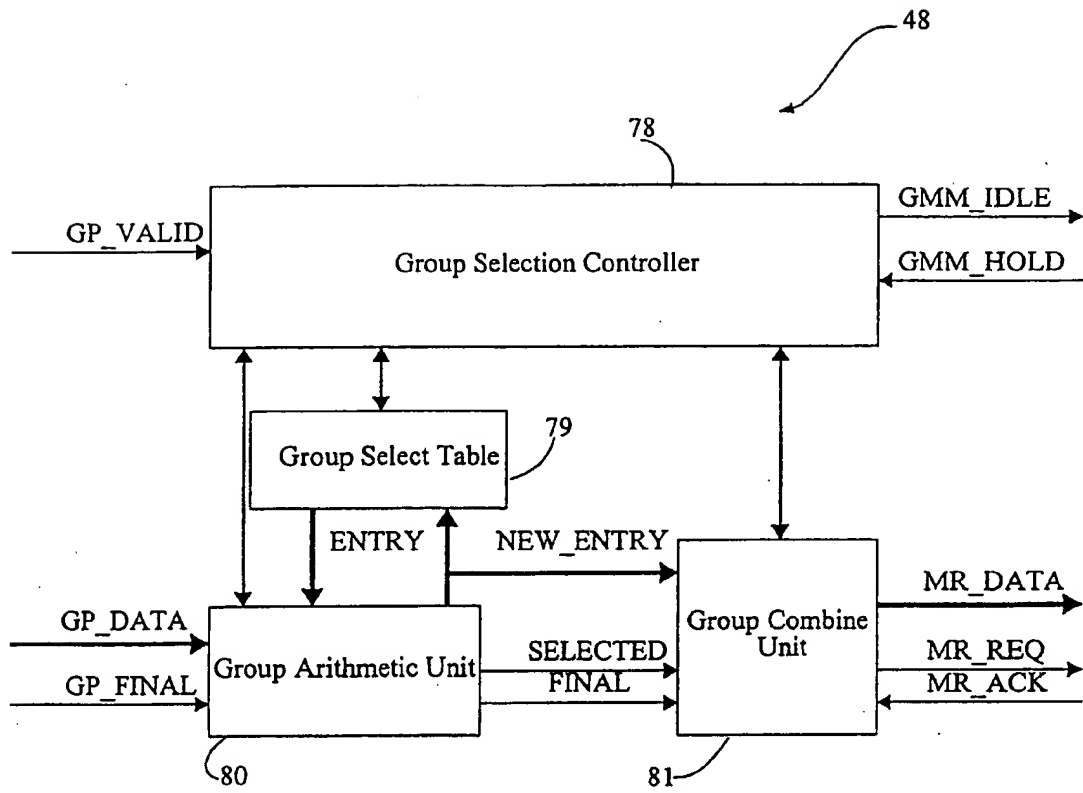 48
78
GP_VALID
Group Selection Controller
GMM_IDLE
GMM_HOLD
79
Group Select Table
ENTRY
NEW_ENTRY
GP_DATA
GP_FINAL
Group Arithmetic Unit
SELECTED
FINAL
Group Combine
Unit
MR_DATA
MR_REQ
MR_ACK
80
81